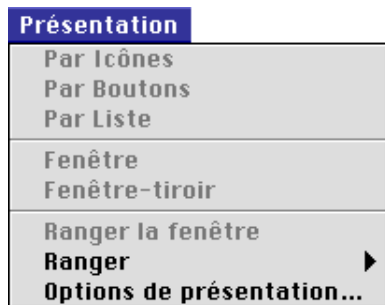 Présentation
Par Icônes
Par Boutons
Par Liste
Fenêtre
Fenêtre-tiroir
Ranger la fenêtre
Ranger
Options de présentation...